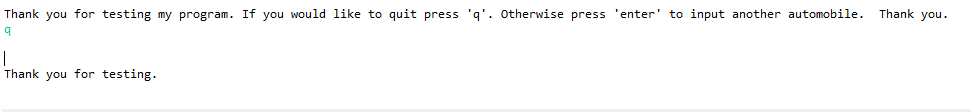 Thank you for testing my program. If you would like to quit press 'q'. Otherwise press 'enter' to input another automobile.  Thank you.
q
Thank you for testing.